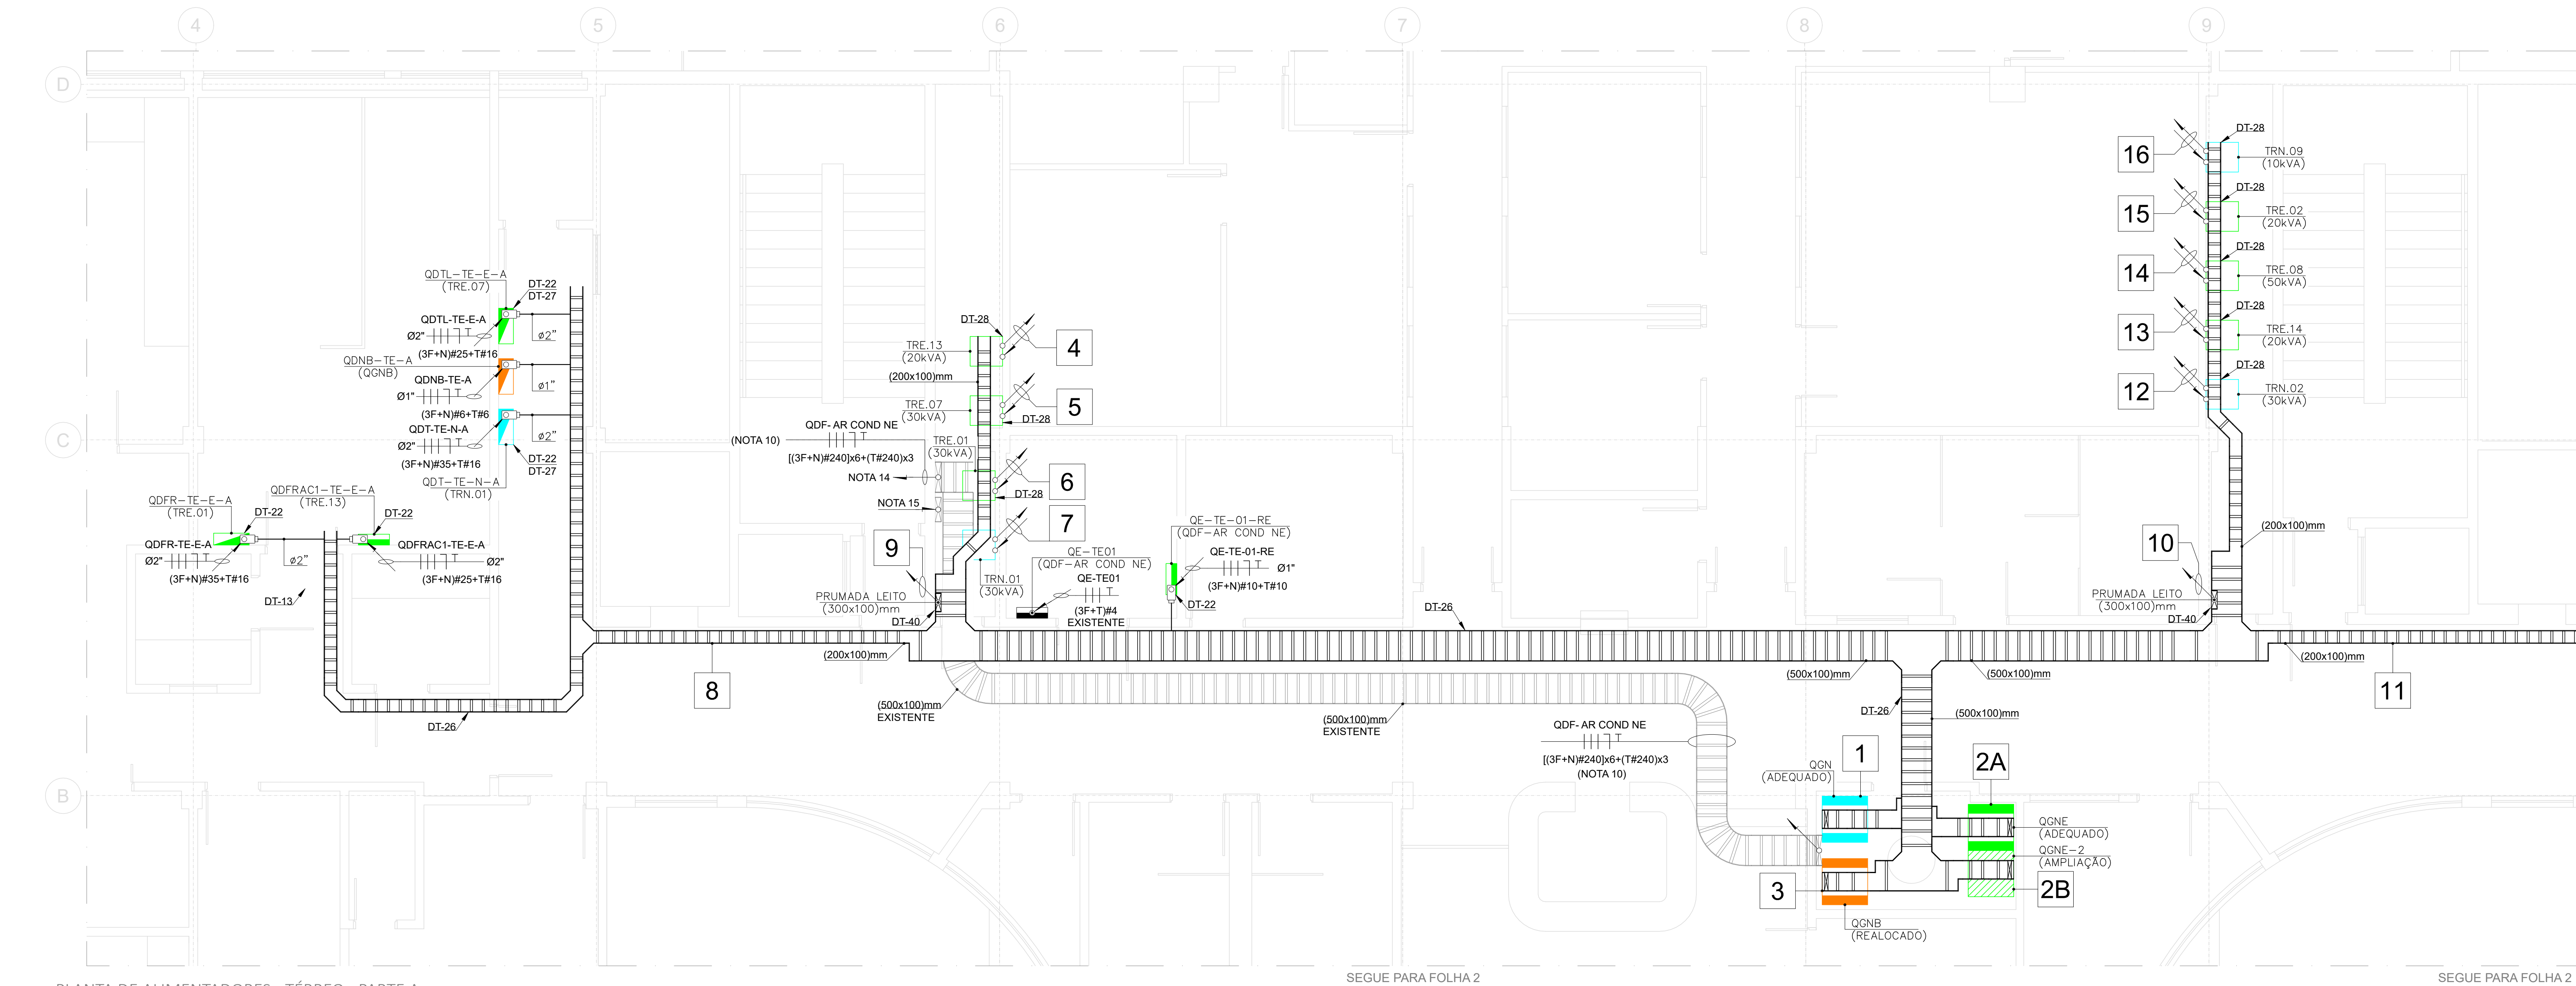 4
5
6
7
8
9
D
C
B
QDTL-TE-E-A
(TRE.07)
DT-22
DT-27
QDTL-TE-E-A
Ø2"
(3F+N)#25+T#16
ø2"
QDNB-TE-A
(QGNB)
QDNB-TE-A
Ø1"
(3F+N)#6+T#6
ø1"
QDT-TE-N-A
Ø2"
(3F+N)#35+T#16
ø2"
DT-22
DT-27
QDT-TE-N-A
(TRN.01)
QDFR-TE-E-A
(TRE.01)
DT-22
QDFR-TE-E-A
Ø2"
(3F+N)#35+T#16
ø2"
DT-13
QDFRAC1-TE-E-A
(TRE.13)
DT-22
QDFRAC1-TE-E-A
Ø2"
(3F+N)#25+T#16
DT-26
8
(200x100)mm
DT-28
TRE.13
(20kVA)
4
(200x100)mm
TRE.07
(30kVA)
5
DT-28
QDF- AR COND NE
(NOTA 10)
[(3F+N)#240]x6+(T#240)x3
TRE.01
(30kVA)
NOTA 14
6
DT-28
NOTA 15
7
9
TRN.01
(30kVA)
PRUMADA LEITO
(300x100)mm
DT-40
QE-TE01
(QDF-AR COND NE)
QE-TE01
(3F+T)#4
EXISTENTE
QE-TE-01-RE
(QDF-AR COND NE)
QE-TE-01-RE
Ø1"
(3F+N)#10+T#10
DT-22
DT-26
(500x100)mm
EXISTENTE
(500x100)mm
EXISTENTE
QDF- AR COND NE
[(3F+N)#240]x6+(T#240)x3
(NOTA 10)
(500x100)mm
(500x100)mm
DT-26
(500x100)mm
1
QGN
(ADEQUADO)
2A
QGNE
(ADEQUADO)
QGNE-2
(AMPLIAÇÃO)
2B
3
QGNB
(REALOCADO)
16
DT-28
TRN.09
(10kVA)
15
DT-28
TRE.02
(20kVA)
14
DT-28
TRE.08
(50kVA)
13
DT-28
TRE.14
(20kVA)
12
DT-28
TRN.02
(30kVA)
(200x100)mm
10
PRUMADA LEITO
(300x100)mm
DT-40
(200x100)mm
11
SEGUE PARA FOLHA 2
SEGUE PARA FOLHA 2